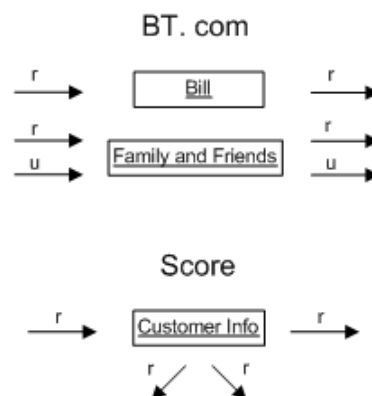 BT. com
r r
Bill
r r
Family and Friends
u u
Score
r r
Customer Info
r r